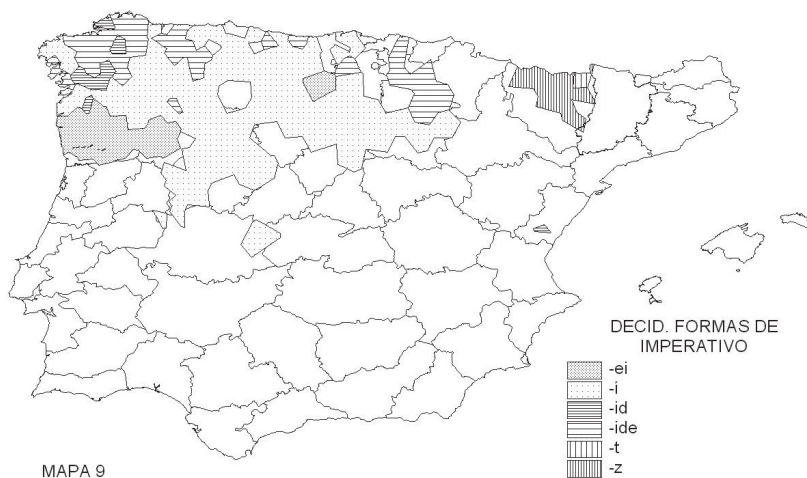 DECID. FORMAS DE
IMPERATIVO
-ei
-i
-id
-ide
-t
-z
MAPA 9